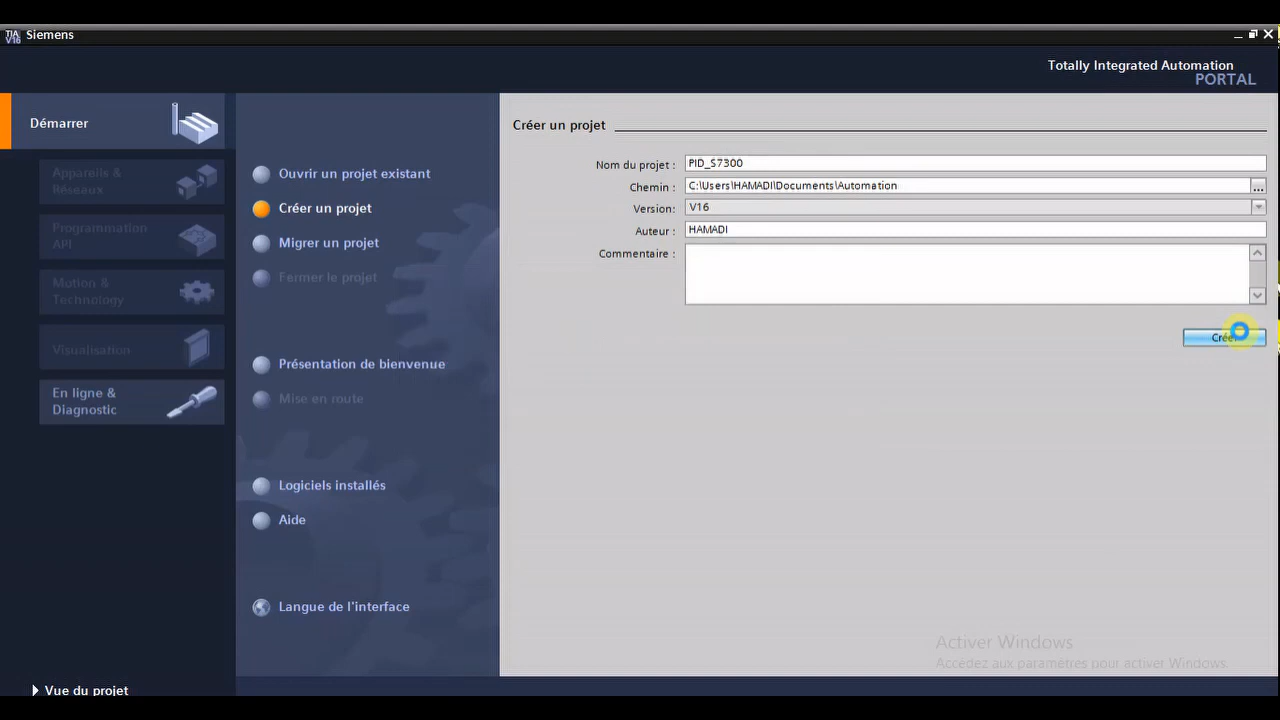 TIA
V16
Siemens
Totally Integrated Automation
PORTAL
Démarrer
Appareils &
Réseaux
Programmation
API
Motion &
Technology
Visualisation
En ligne &
Diagnostic
Ouvrir un projet existant
Créer un projet
Migrer un projet
Fermer le projet
Présentation de bienvenue
Mise en route
Logiciels installés
Aide
Langue de l'interface
Créer un projet
Nom du projet : PID_S7300
Chemin : C:\Users\HAMADI\Documents\Automation
...
Version: V16
Auteur : HAMADI
Commentaire :
Créer
Activer Windows
Accédez aux paramètres pour activer Windows.
Vue du projet